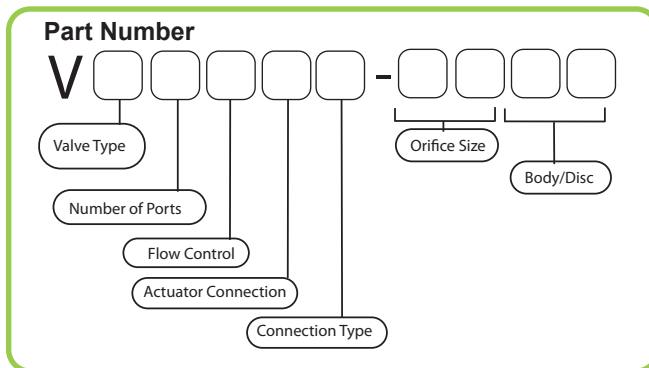 Part Number
V -
Valve Type
Orifice Size
Body/Disc
Number of Ports
Flow Control
Actuator Connection
Connection Type